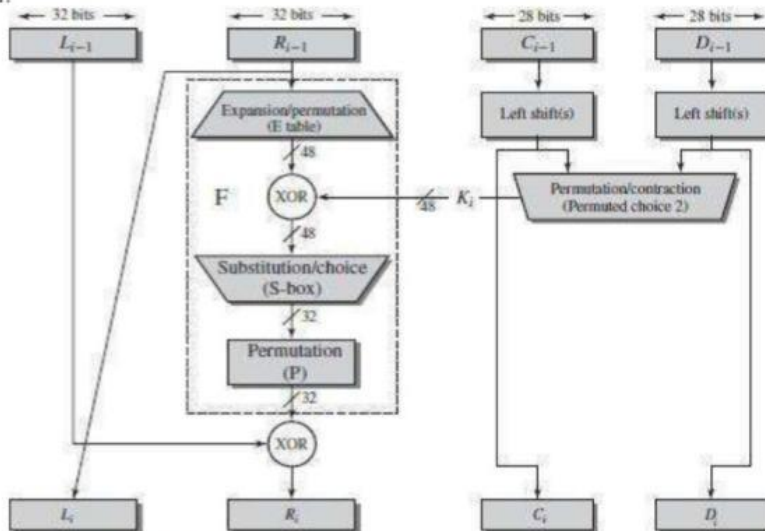 32 bits 32 bits 28 bits 28 bits
L_{i-1} R_{i-1} C_{i-1} D_{i-1}
Expansion/permutation
(E table)
Left shift(s) Left shift(s)
48
F XOR 48 K_i
Permutation/contraction
(Permuted choice 2)
48
Substitution/choice
(S-box)
32
Permutation
(P)
32
XOR
L_i R_i C_i D_i